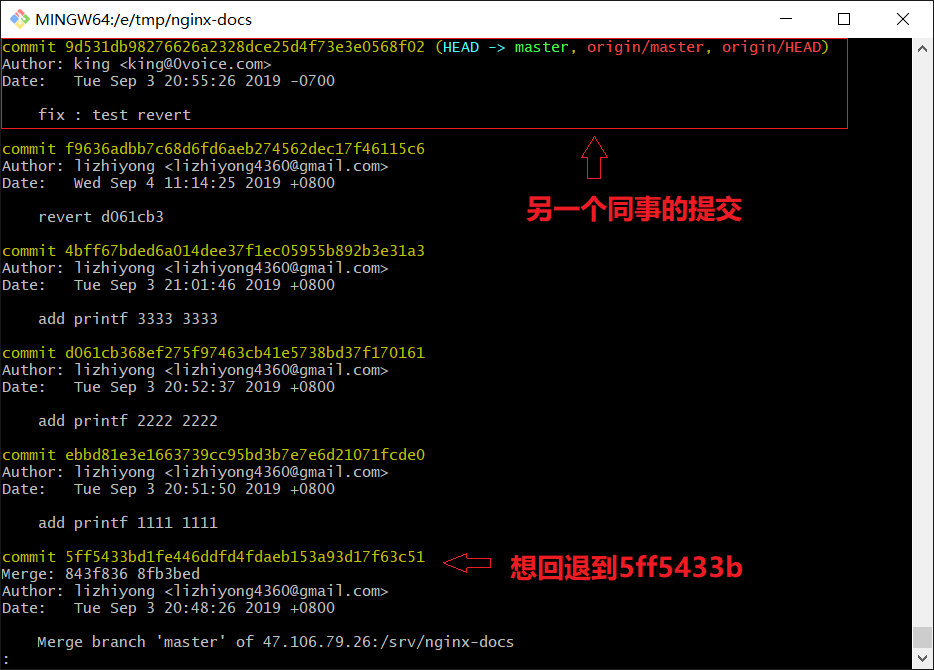 MINGW64:/e/tmp/nginx-docs
commit 9d531db98276626a2328dce25d4f73e3e0568f02 (HEAD -> master, origin/master, origin/HEAD)
Author: king <king@0voice.com>
Date:   Tue Sep 3 20:55:26 2019 -0700
fix : test revert
commit f9636adbb7c68d6fd6aeb274562dec17f46115c6
Author: lizhiyong <lizhiyong4360@gmail.com>
Date:   Wed Sep 4 11:14:25 2019 +0800
另一个同事的提交
revert d061cb3
commit 4bff67bded6a014dee37f1ec05955b892b3e31a3
Author: lizhiyong <lizhiyong4360@gmail.com>
Date:   Tue Sep 3 21:01:46 2019 +0800
add printf 3333 3333
commit d061cb368ef275f97463cb41e5738bd37f170161
Author: lizhiyong <lizhiyong4360@gmail.com>
Date:   Tue Sep 3 20:52:37 2019 +0800
add printf 2222 2222
commit ebbd81e3e1663739cc95bd3b7e7e6d21071fcde0
Author: lizhiyong <lizhiyong4360@gmail.com>
Date:   Tue Sep 3 20:51:50 2019 +0800
add printf 1111 1111
commit 5ff5433bd1fe446ddfd4fdaeb153a93d17f63c51
想回退到5ff5433b
Merge: 843f836 8fb3bed
Author: lizhiyong <lizhiyong4360@gmail.com>
Date:   Tue Sep 3 20:48:26 2019 +0800
Merge branch 'master' of 47.106.79.26:/srv/nginx-docs
: